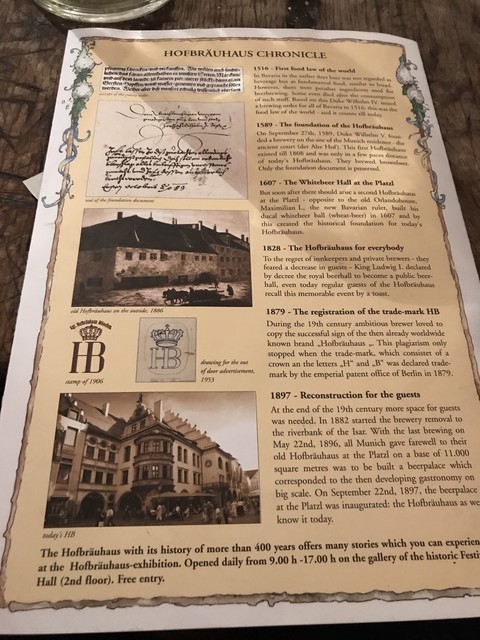 HOFBRÄUHAUS CHRONICLE
1516 - First food law of the world
In Bavaria in the earlier days beer was not regarded as
beverage but as fundamental food, similar to bread.
However, there were peculiar ingredients used for
beerbrewing. Some even died after the consumption
of such stuff. Based on this Duke Wilhelm IV. issued
a brewing order for all of Bavaria in 1516: this was the
food law of the world.
1589 - The foundation of the Hofbräuhaus
On September 27th, 1589, Duke Wilhelm V. foun-
ded a brewery on the site of the Munich residence - the
ancient court (der Alte Hof). This first Hofbräuhaus
existed till 1808 and was only in a few paces distance
of today's Hofbräuhaus. They brewed brownbeer.
Only the foundation document is preserved.
seal of the foundation document
1607 - The Whitebeer Hall at the Platzl
But soon after there should arise a second Hofbräuhaus
at the Platzl - opposite to the old Orlandohouse.
Maximilian I., the new Bavarian ruler, built his
ducal whitebeer hall (wheat-beer) in 1607 and by
this created the historical foundation for today's
Hofbräuhaus.
1828 - The Hofbräuhaus for everybody
To the regret of innkeepers and private brewers - they
feared a decrease in guests - King Ludwig I. declared
by decree the royal beerhall to become a public beer-
hall, even today regular guests of the Hofbräuhaus
recall this memorable event by a toast.
old Hofbräuhaus on the outside, 1886
1879 - The registration of the trade-mark HB
During the 19th century ambitious brewer loved to
copy the successful sign of the then already worldwide
known brand „Hofbräuhaus „. This plagiarism only
stopped when the trade-mark, which consistet of a
crown an the letters „H" and „B" was declared trade-
mark by the emperial patent office of Berlin in 1879.
HB
stamp of 1906
HB
drawing for the out
of door advertisement,
1953
1897 - Reconstruction for the guests
At the end of the 19th century more space for guests
was needed. In 1882 started the brewery removal to
the riverbank of the Isar. With the last brewing on
May 22nd, 1896, all Munich gave farewell to their
old Hofbräuhaus at the Platzl on a base of 11.000
square metres was to be built a beerpalace which
corresponded to the then developing gastronomy on
big scale. On September 22nd, 1897, the beerpalace
at the Platzl was inaugurated: the Hofbräuhaus as we
know it today.
today's HB
The Hofbräuhaus with its history of more than 400 years offers many stories which you can experien
at the Hofbräuhaus-exhibition. Opened daily from 9.00 h -17.00 h on the gallery of the historic Festi
Hall (2nd floor). Free entry.